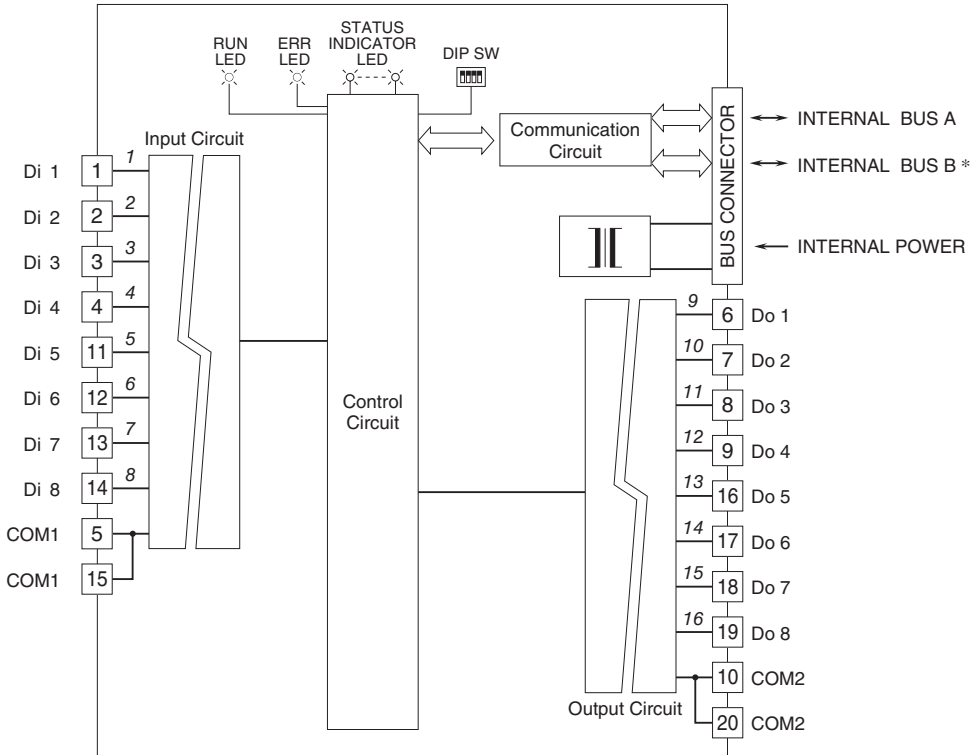 RUN
LED
ERR
LED
STATUS
INDICATOR
LED
DIP SW
Input Circuit
Di 1 1 1
Di 2 2 2
Di 3 3 3
Di 4 4 4
Di 5 11 5
Di 6 12 6
Di 7 13 7
Di 8 14 8
COM1 5
COM1 15
Control
Circuit
Communication
Circuit
BUS CONNECTOR
INTERNAL BUS A
INTERNAL BUS B *
INTERNAL POWER
9 6 Do 1
10 7 Do 2
11 8 Do 3
12 9 Do 4
13 16 Do 5
14 17 Do 6
15 18 Do 7
16 19 Do 8
10 COM2
20 COM2
Output Circuit